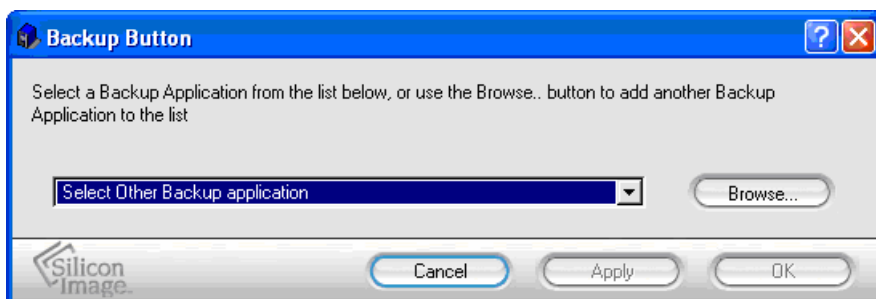 Backup Button
Select a Backup Application from the list below, or use the Browse.. button to add another Backup
Application to the list
Select Other Backup application
Browse...
Silicon
Image.
Cancel
Apply
OK